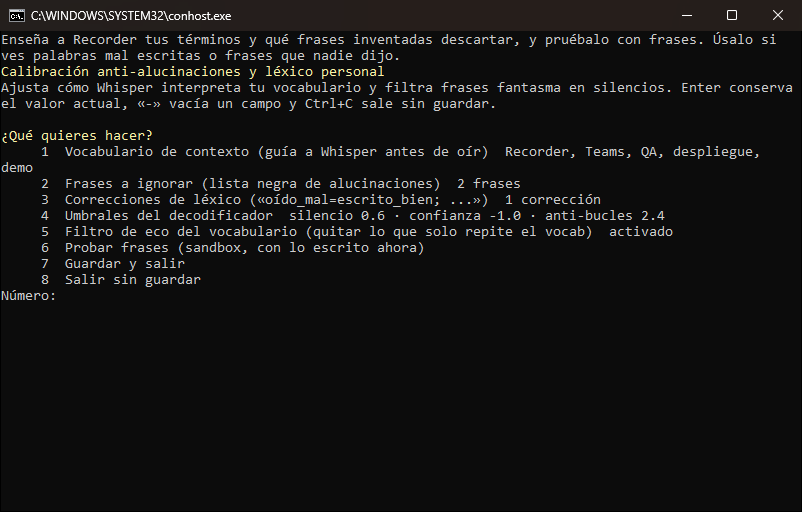 C:\WINDOWS\SYSTEM32\conhost.exe
Enseña a Recorder tus términos y qué frases inventadas descartar, y pruébalo con frases. Úsalo si
ves palabras mal escritas o frases que nadie dijo.
Calibración anti-alucinaciones y léxico personal
Ajusta cómo Whisper interpreta tu vocabulario y filtra frases fantasma en silencios. Enter conserva
el valor actual, «-» vacía un campo y Ctrl+C sale sin guardar.
¿Qué quieres hacer?
1 Vocabulario de contexto (guía a Whisper antes de oír) Recorder, Teams, QA, despliegue,
demo
2 Frases a ignorar (lista negra de alucinaciones) 2 frases
3 Correcciones de léxico («oído_mal=escrito_bien; ...») 1 corrección
4 Umbrales del decodificador silencio 0.6 · confianza -1.0 · anti-bucles 2.4
5 Filtro de eco del vocabulario (quitar lo que solo repite el vocab) activado
6 Probar frases (sandbox, con lo escrito ahora)
7 Guardar y salir
8 Salir sin guardar
Número: